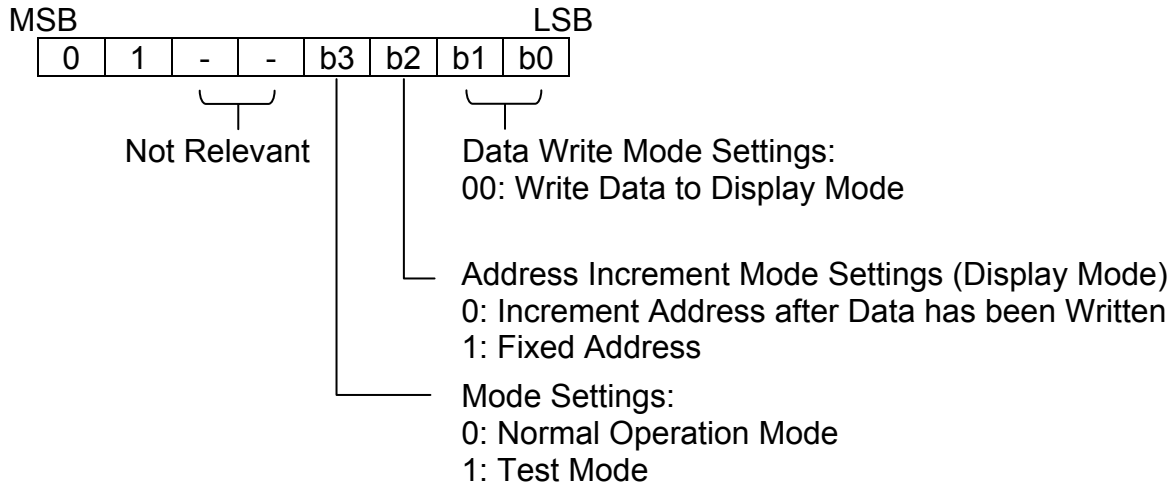 MSB LSB
0 1 - - b3 b2 b1 b0
Not Relevant
Data Write Mode Settings:
00: Write Data to Display Mode
Address Increment Mode Settings (Display Mode)
0: Increment Address after Data has been Written
1: Fixed Address
Mode Settings:
0: Normal Operation Mode
1: Test Mode